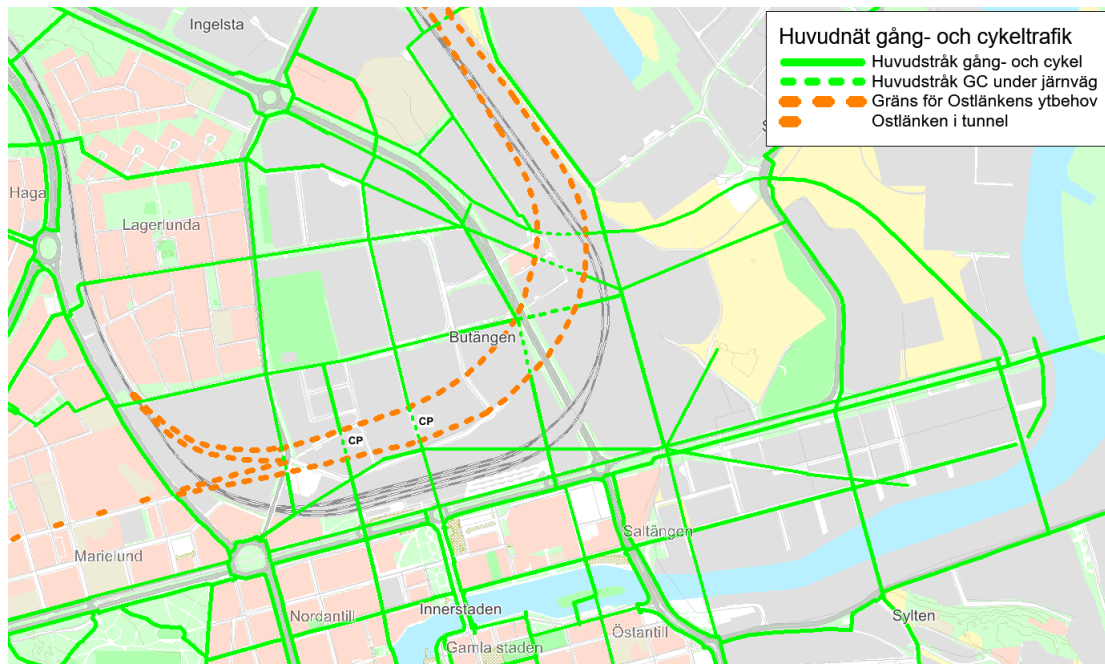 Ingelsta
Huvudnät gång- och cykeltrafik
Huvudstråk gång- och cykel
Huvudstråk GC under järnväg
Gräns för Ostlänkens ytbehov
Ostlänken i tunnel
S
Haga
Lagerlunda
Butängen
CP
CP
Saltängen
Marielund
Innerstaden
Nordantill
Sylten
Östantill
Gamla staden